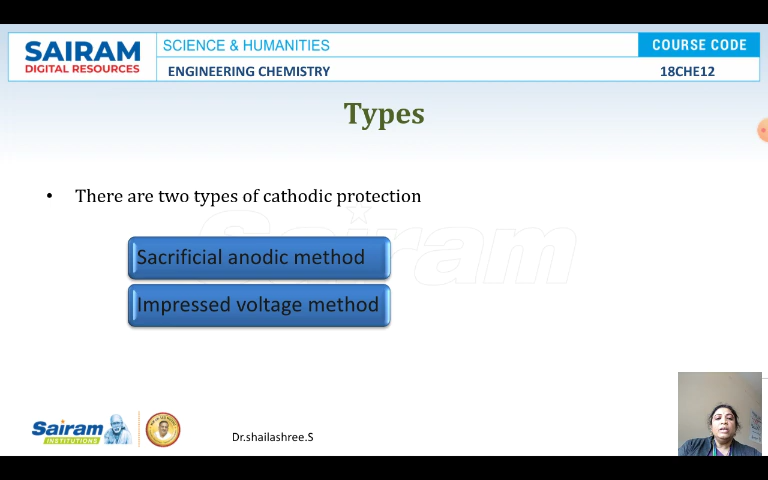 SAIRAM
DIGITAL RESOURCES
SCIENCE & HUMANITIES
COURSE CODE
ENGINEERING CHEMISTRY
18CHE12
Types
• There are two types of cathodic protection
Sairam
Sacrificial anodic method
Impressed voltage method
Sairam
INSTITUTIONS
Dr.shailashree.S